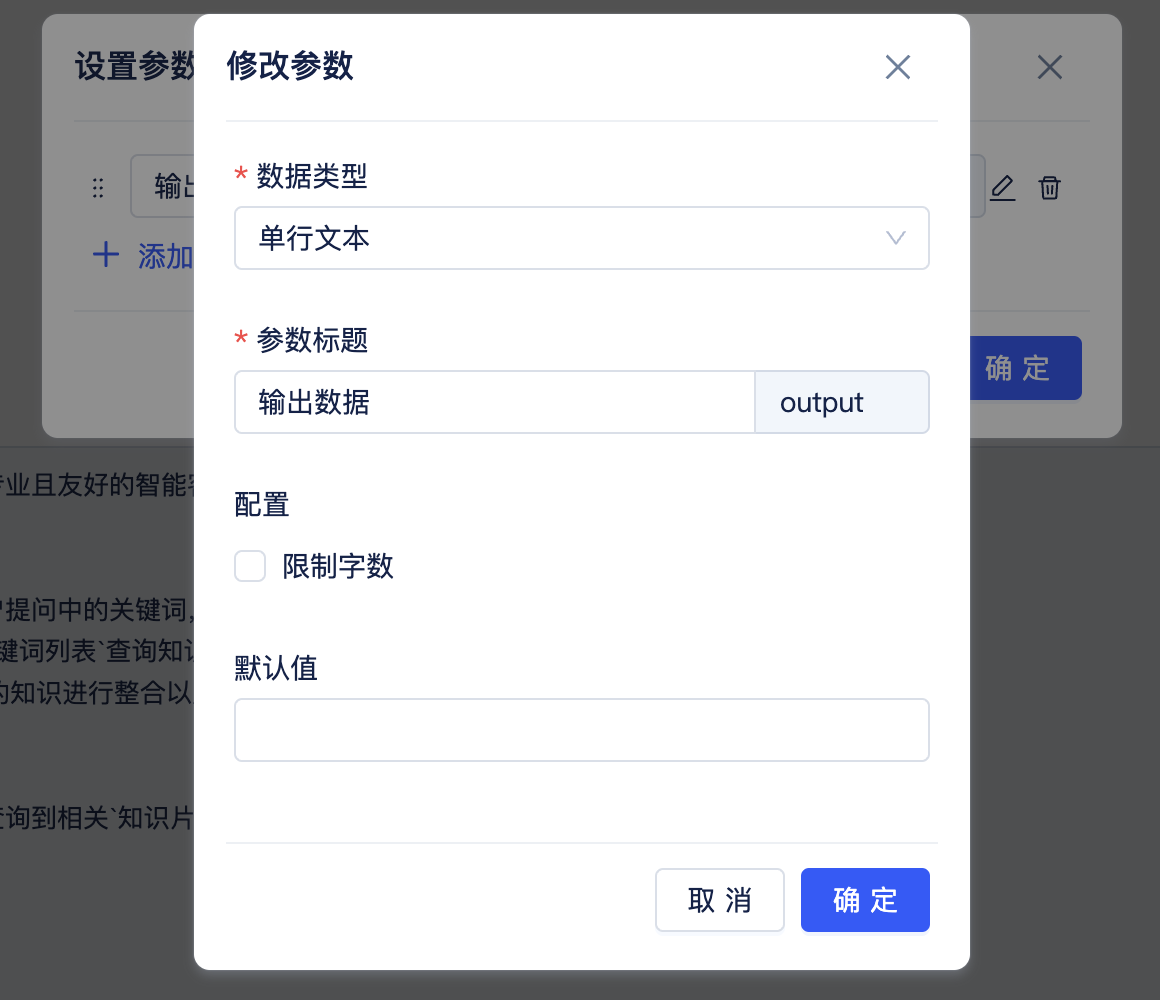 修改参数
* 数据类型
单行文本
* 参数标题
输出数据 output
配置
限制字数
默认值
取 消 确 定
设置参数
输出
添加
确 定
业且友好的智能
提问中的关键词,
键词列表`查询知识
的知识进行整合以
查询到相关`知识片